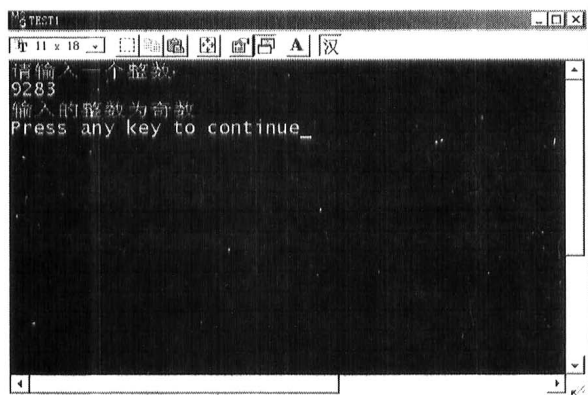 TEST1
Tr 11 x 18 A 汉
请输入一个整数:
9283
输入的整数为奇数
Press any key to continue_